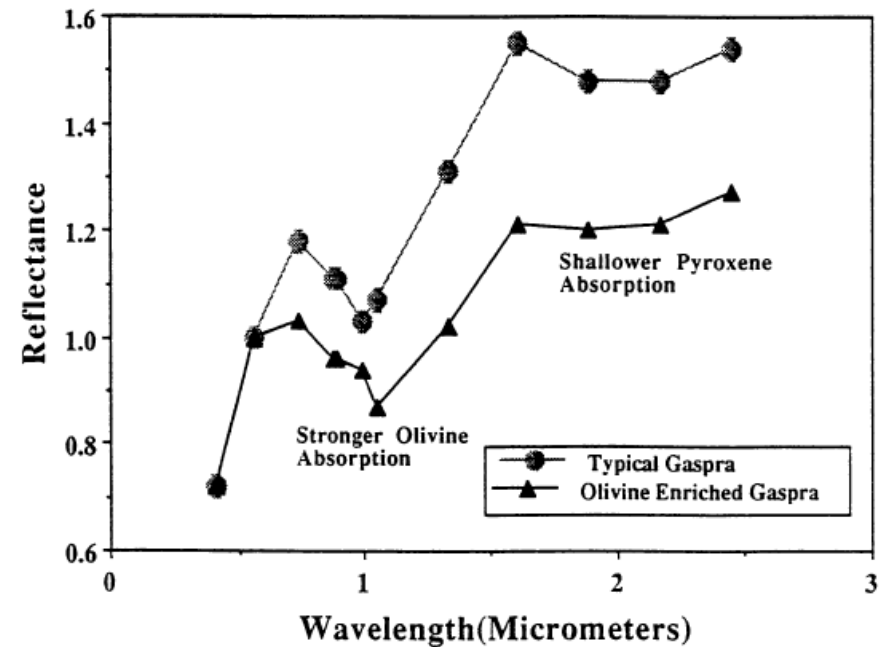 1.6
1.4
1.2
1.0
0.8
0.6
Reflectance
Shallower Pyroxene
Absorption
Stronger Olivine
Absorption
Typical Gaspra
Olivine Enriched Gaspra
0
1
2
3
Wavelength(Micrometers)